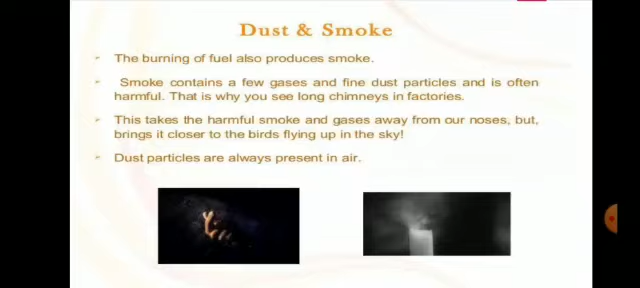 Dust & Smoke
The burning of fuel also produces smoke.
Smoke contains a few gases and fine dust particles and is often
harmful. That is why you see long chimneys in factories.
This takes the harmful smoke and gases away from our noses, but,
brings it closer to the birds flying up in the sky!
Dust particles are always present in air.